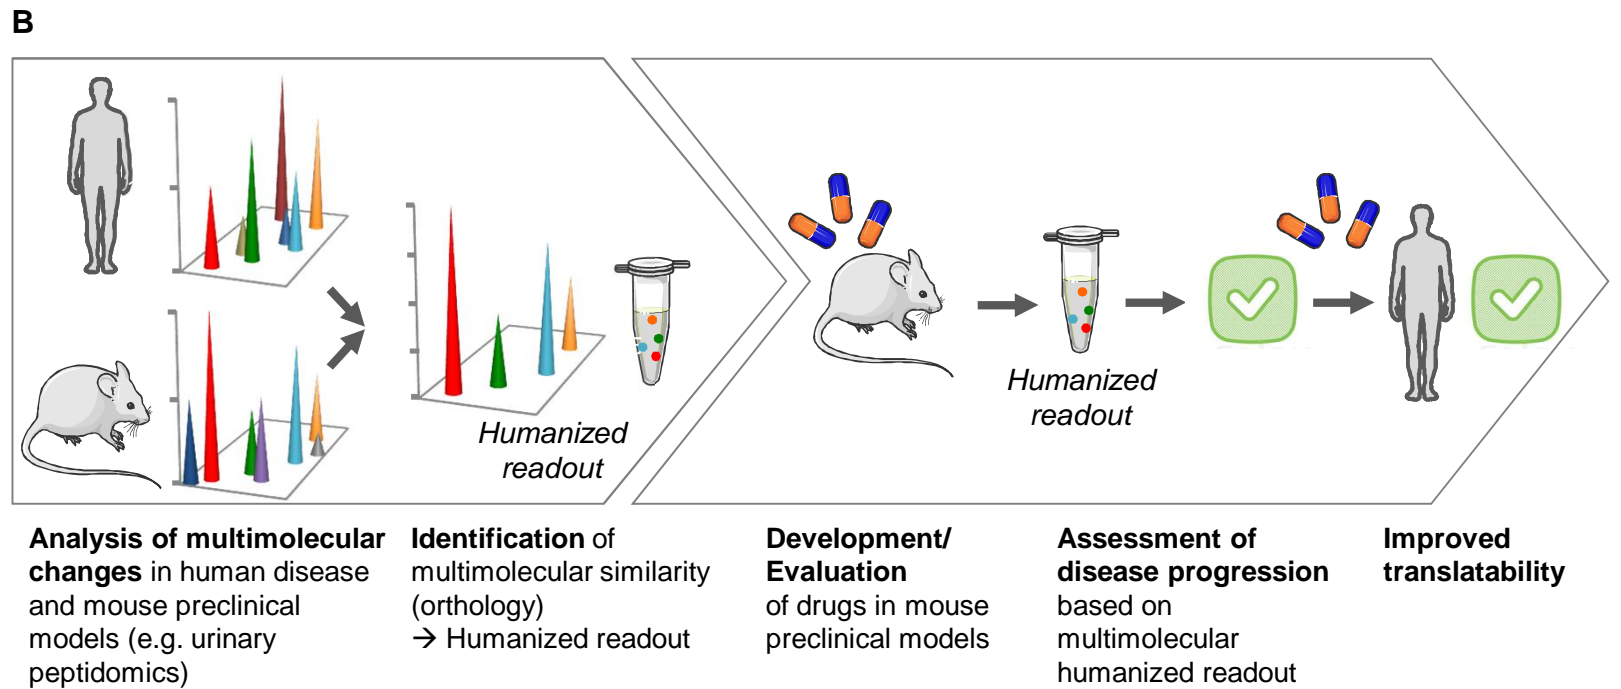 B
Humanized
readout
Humanized
readout
Analysis of multimolecular
changes in human disease
and mouse preclinical
models (e.g. urinary
peptidomics)
Identification of
multimolecular similarity
(orthology)
→ Humanized readout
Development/
Evaluation
of drugs in mouse
preclinical models
Assessment of
disease progression
based on
multimolecular
humanized readout
Improved
translatability